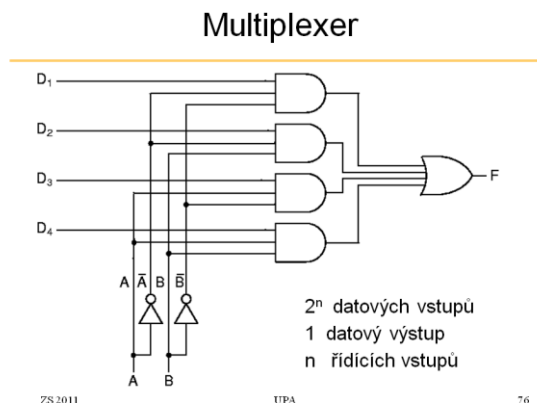 Multiplexer
D₁
D₂
D₃
D₄
F
A A̅ B B̅
A B
2ⁿ datových vstupů
1 datový výstup
n řídících vstupů
ZS 2011 UPA 76